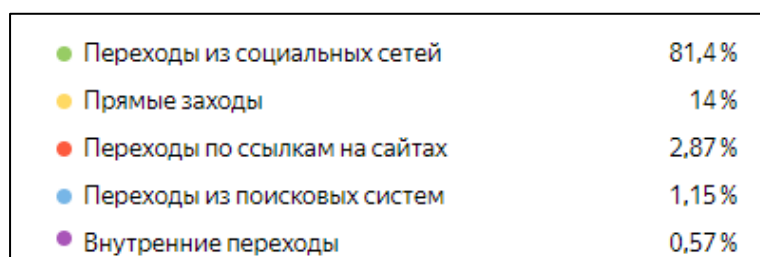 Переходы из социальных сетей 81,4 %
Прямые заходы 14 %
Переходы по ссылкам на сайтах 2,87 %
Переходы из поисковых систем 1,15 %
Внутренние переходы 0,57 %